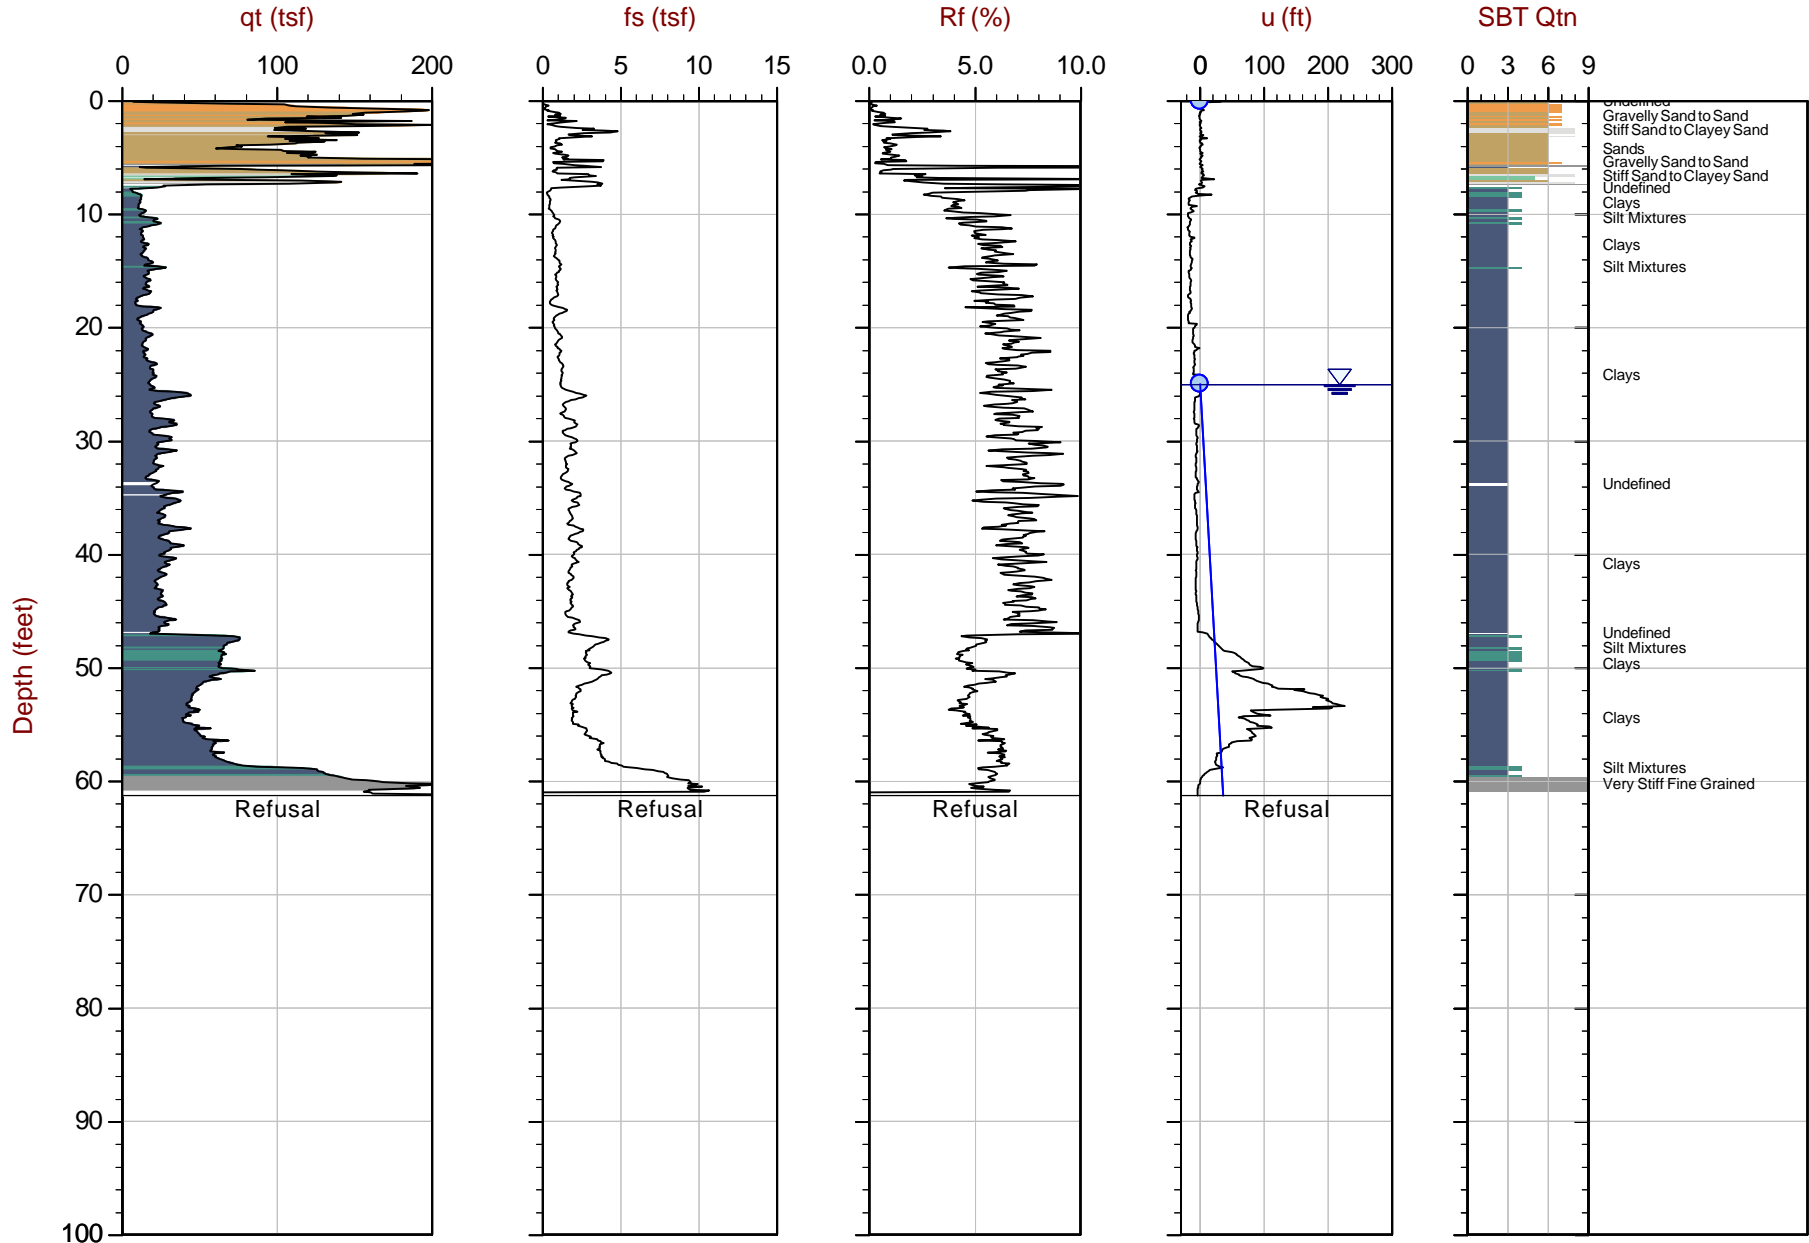 qt (tsf)
fs (tsf)
Rf (%)
u (ft)
SBT Qtn
0 100 200
0 5 10 15
0.0 5.0 10.0
0 100 200 300
0 3 6 9
Depth (feet)
0
10
20
30
40
50
60
70
80
90
100
Undefined
Gravelly Sand to Sand
Stiff Sand to Clayey Sand
Sands
Gravelly Sand to Sand
Stiff Sand to Clayey Sand
Undefined
Clays
Silt Mixtures
Clays
Silt Mixtures
Clays
Undefined
Clays
Undefined
Silt Mixtures
Clays
Clays
Silt Mixtures
Very Stiff Fine Grained
Refusal
Refusal
Refusal
Refusal